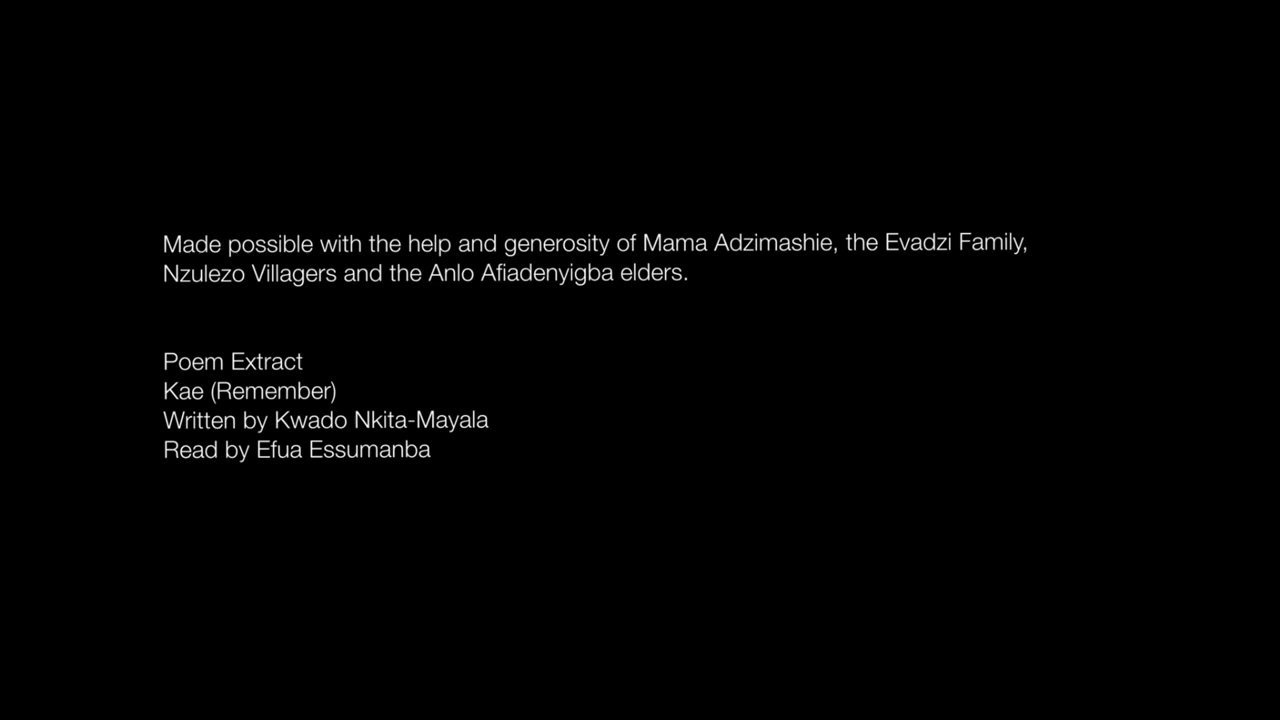 Made possible with the help and generosity of Mama Adzimashie, the Evadzi Family,
Nzulezo Villagers and the Anlo Afiadenyigba elders.
Poem Extract
Kae (Remember)
Written by Kwado Nkita-Mayala
Read by Efua Essumanba